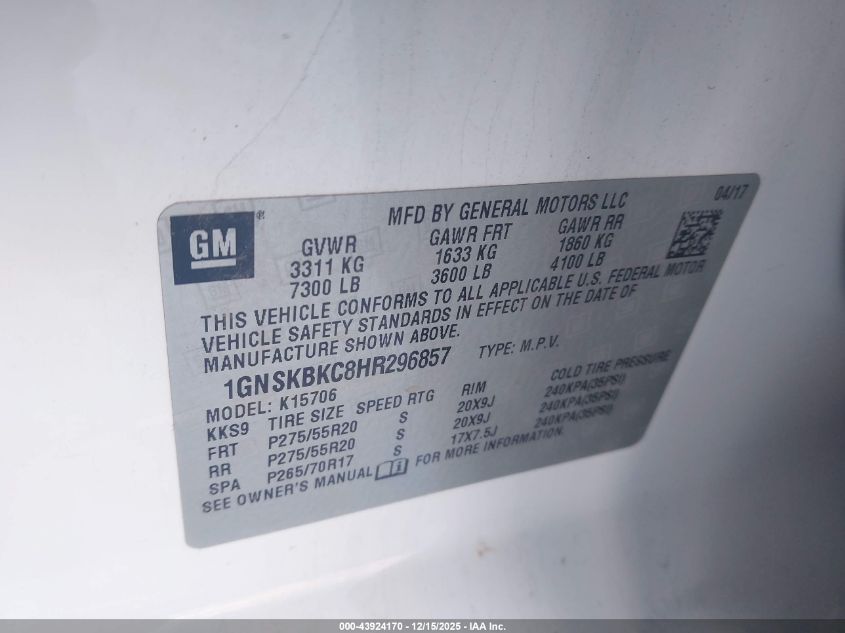 GM ®
MFD BY GENERAL MOTORS LLC 04/17
GVWR GAWR FRT GAWR RR
3311 KG 1633 KG 1860 KG
7300 LB 3600 LB 4100 LB
THIS VEHICLE CONFORMS TO ALL APPLICABLE U.S. FEDERAL MOTOR
VEHICLE SAFETY STANDARDS IN EFFECT ON THE DATE OF
MANUFACTURE SHOWN ABOVE.
1GNSKBKC8HR296857 TYPE: M.P.V.
MODEL: K15706
KKS9 TIRE SIZE SPEED RTG RIM COLD TIRE PRESSURE
FRT P275/55R20 S 20X9J 240KPA(35PSI)
RR P275/55R20 S 20X9J 240KPA(35PSI)
SPA P265/70R17 S 17X7.5J 240KPA(35PSI)
SEE OWNER'S MANUAL FOR MORE INFORMATION.
000-43924170 - 12/15/2025 - IAA Inc.